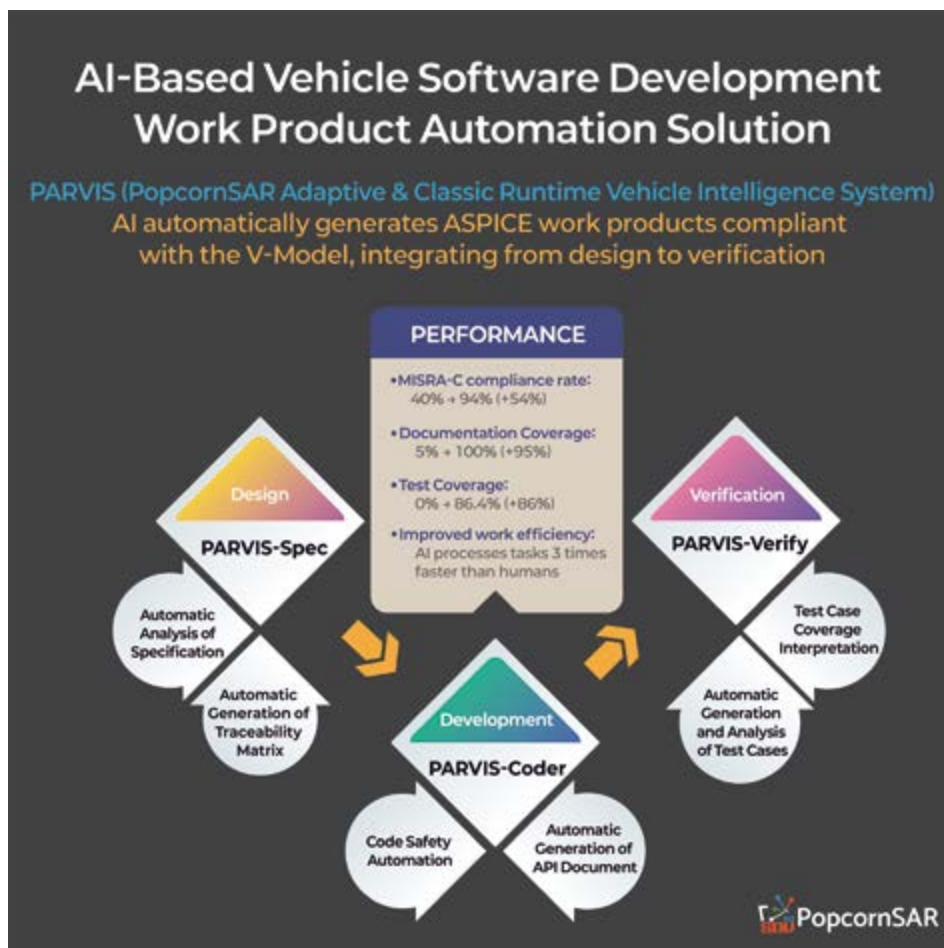 AI-Based Vehicle Software Development
Work Product Automation Solution
PARVIS (PopcornSAR Adaptive & Classic Runtime Vehicle Intelligence System)
AI automatically generates ASPICE work products compliant
with the V-Model, integrating from design to verification
PERFORMANCE
•MISRA-C compliance rate:
40% → 94% (+54%)
•Documentation Coverage:
5% → 100% (+95%)
•Test Coverage:
0% → 86.4% (+86%)
•Improved work efficiency:
AI processes tasks 3 times
faster than humans
Design
PARVIS-Spec
Automatic
Analysis of
Specification
Automatic
Generation of
Traceability
Matrix
Development
PARVIS-Coder
Code Safety
Automation
Automatic
Generation of
API Document
Verification
PARVIS-Verify
Test Case
Coverage
Interpretation
Automatic
Generation
and Analysis
of Test Cases
SDV
PopcornSAR